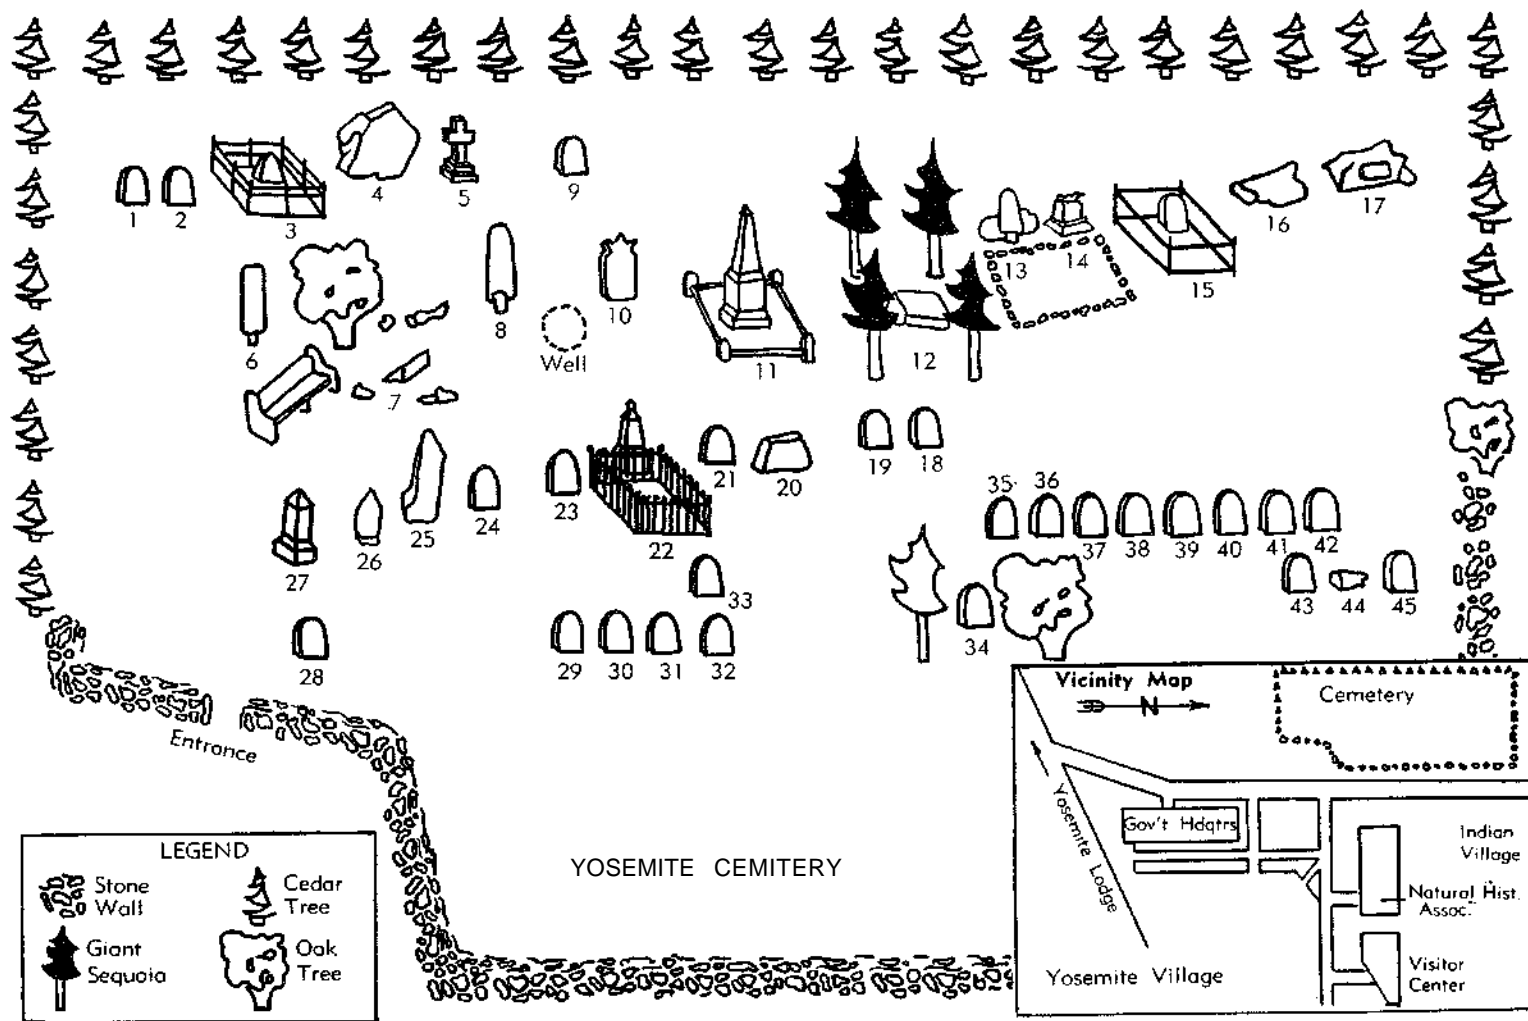 1
2
3
4
5
9
6
7
8
Well
10
11
12
13
14
15
16
17
18
19
20
21
22
23
24
25
26
27
28
29
30
31
32
33
34
35
36
37
38
39
40
41
42
43
44
45
Entrance
LEGEND
Stone
Wall
Cedar
Tree
Giant
Sequoia
Oak
Tree
YOSEMITE CEMITERY
Vicinity Map
N
Cemetery
Yosemite Lodge
Gov't Hdqtrs
Indian
Village
Natural Hist.
Assoc.
Visitor
Center
Yosemite Village